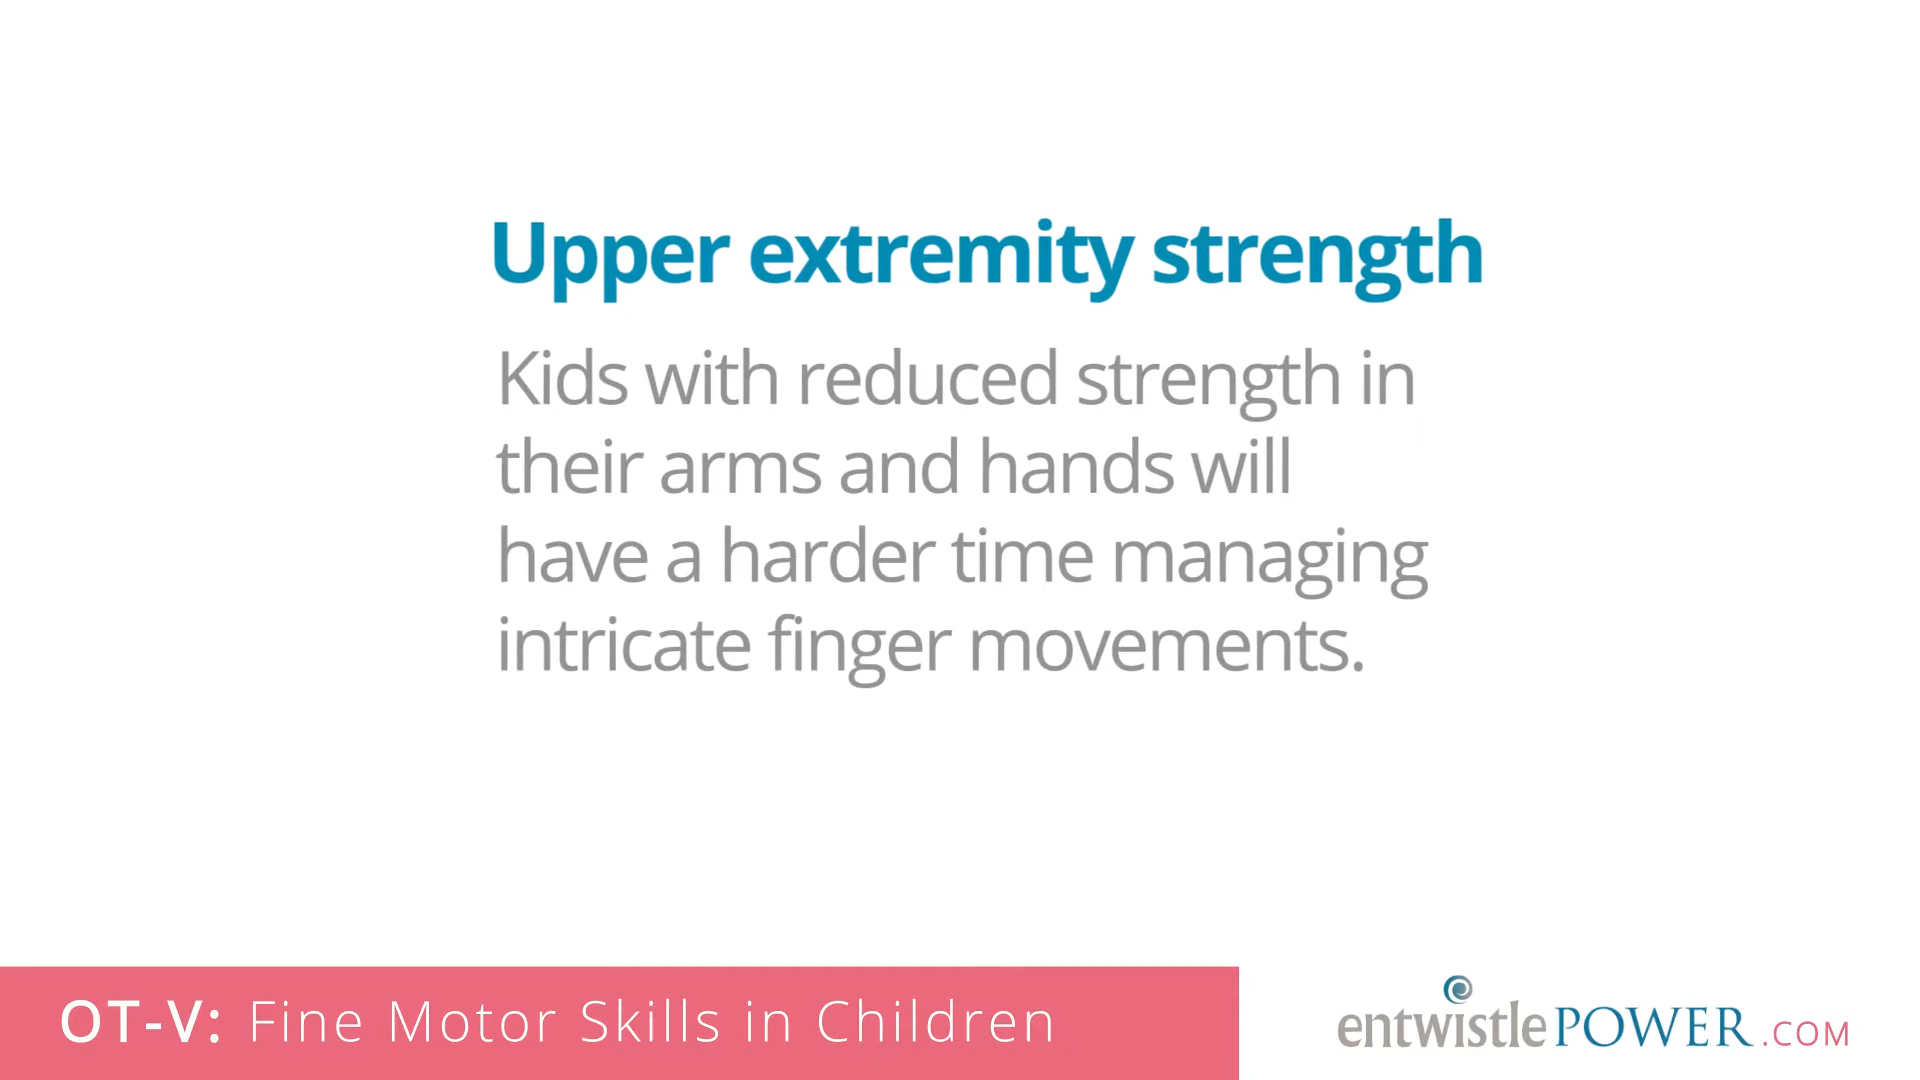 Upper extremity strength
Kids with reduced strength in
their arms and hands will
have a harder time managing
intricate finger movements.
OT-V: Fine Motor Skills in Children
entwistlePOWER.COM